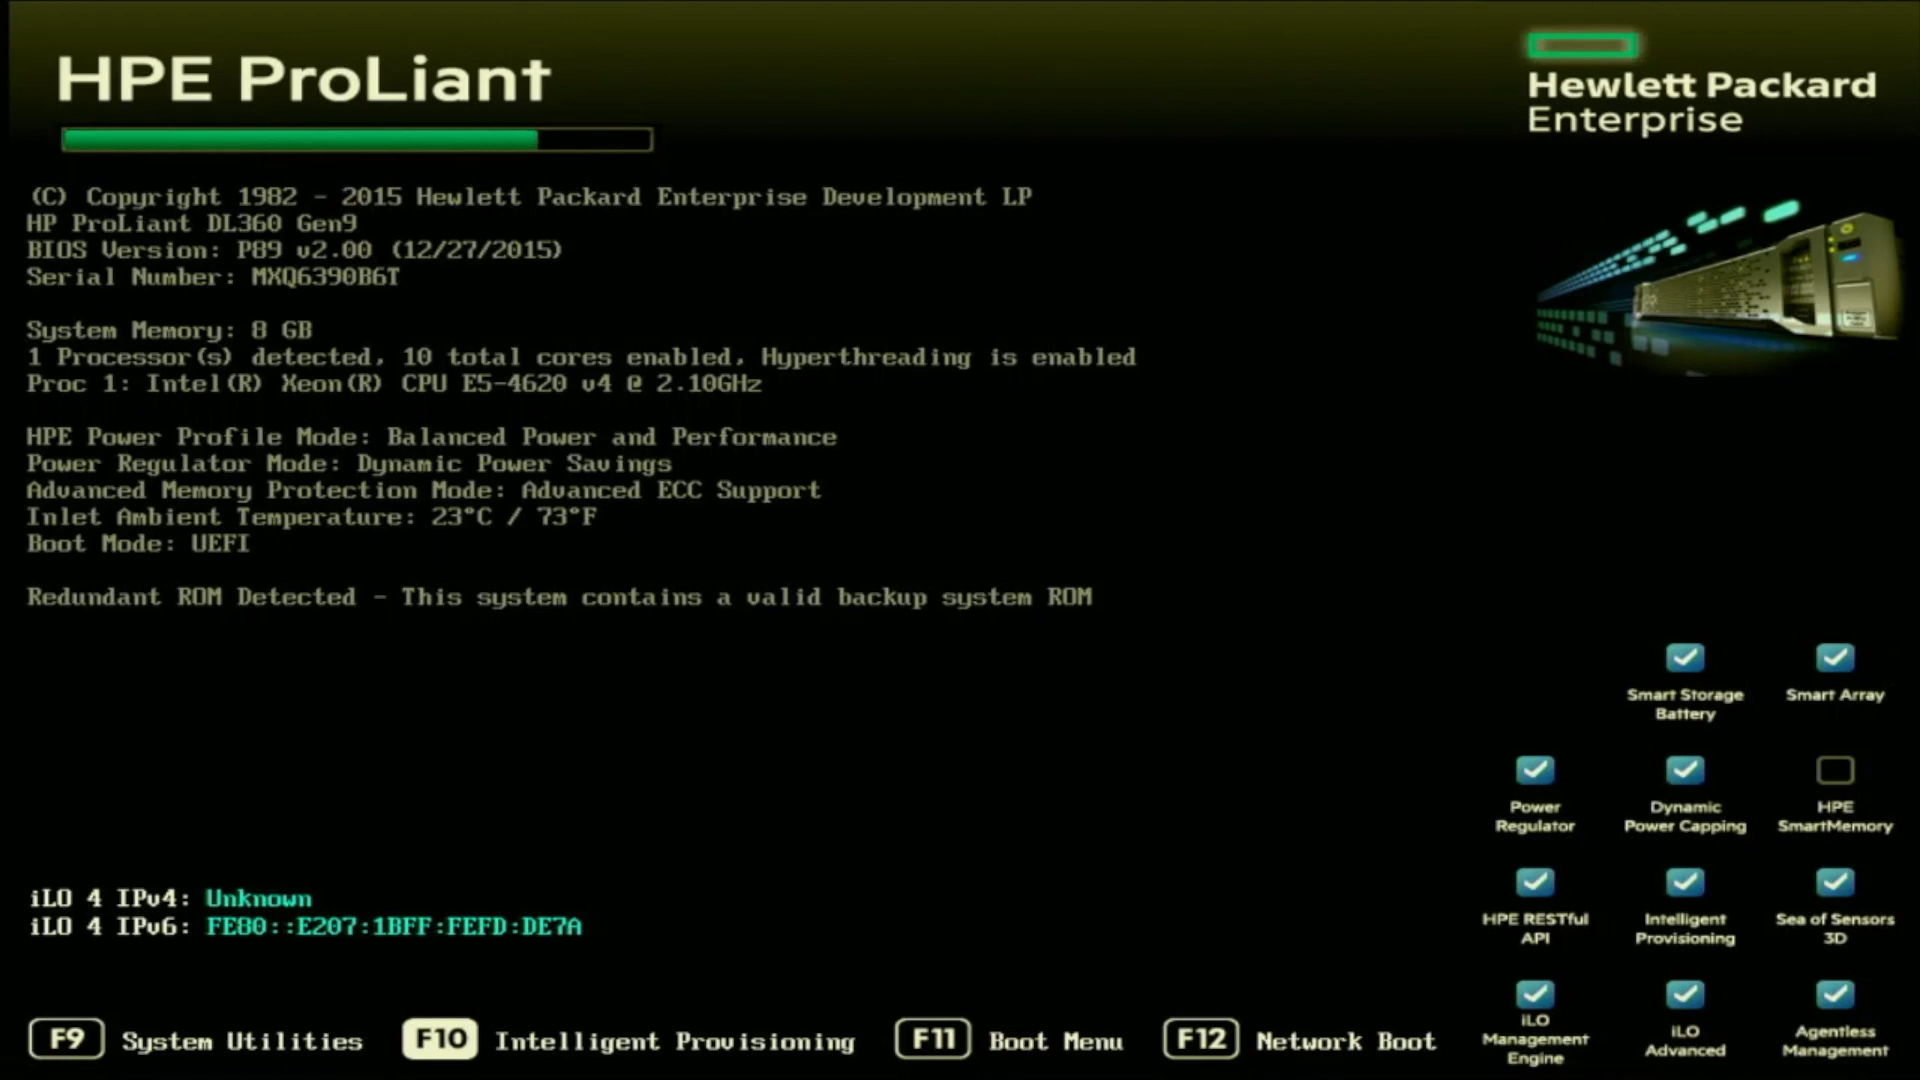 HPE ProLiant
Hewlett Packard
Enterprise
(C) Copyright 1982 - 2015 Hewlett Packard Enterprise Development LP
HP ProLiant DL360 Gen9
BIOS Version: P89 v2.00 (12/27/2015)
Serial Number: MXQ6390B6T
System Memory: 8 GB
1 Processor(s) detected, 10 total cores enabled, Hyperthreading is enabled
Proc 1: Intel(R) Xeon(R) CPU E5-4620 v4 @ 2.10GHz
HPE Power Profile Mode: Balanced Power and Performance
Power Regulator Mode: Dynamic Power Savings
Advanced Memory Protection Mode: Advanced ECC Support
Inlet Ambient Temperature: 23°C / 73°F
Boot Mode: UEFI
Redundant ROM Detected - This system contains a valid backup system ROM
Smart Storage
Battery
Smart Array
Power
Regulator
Dynamic
Power Capping
HPE
SmartMemory
HPE RESTful
API
Intelligent
Provisioning
Sea of Sensors
3D
iLO
Management
Engine
iLO
Advanced
Agentless
Management
iLO 4 IPv4: Unknown
iLO 4 IPv6: FE80::E207:1BFF:FEFD:DE7A
F9 System Utilities
F10 Intelligent Provisioning
F11 Boot Menu
F12 Network Boot